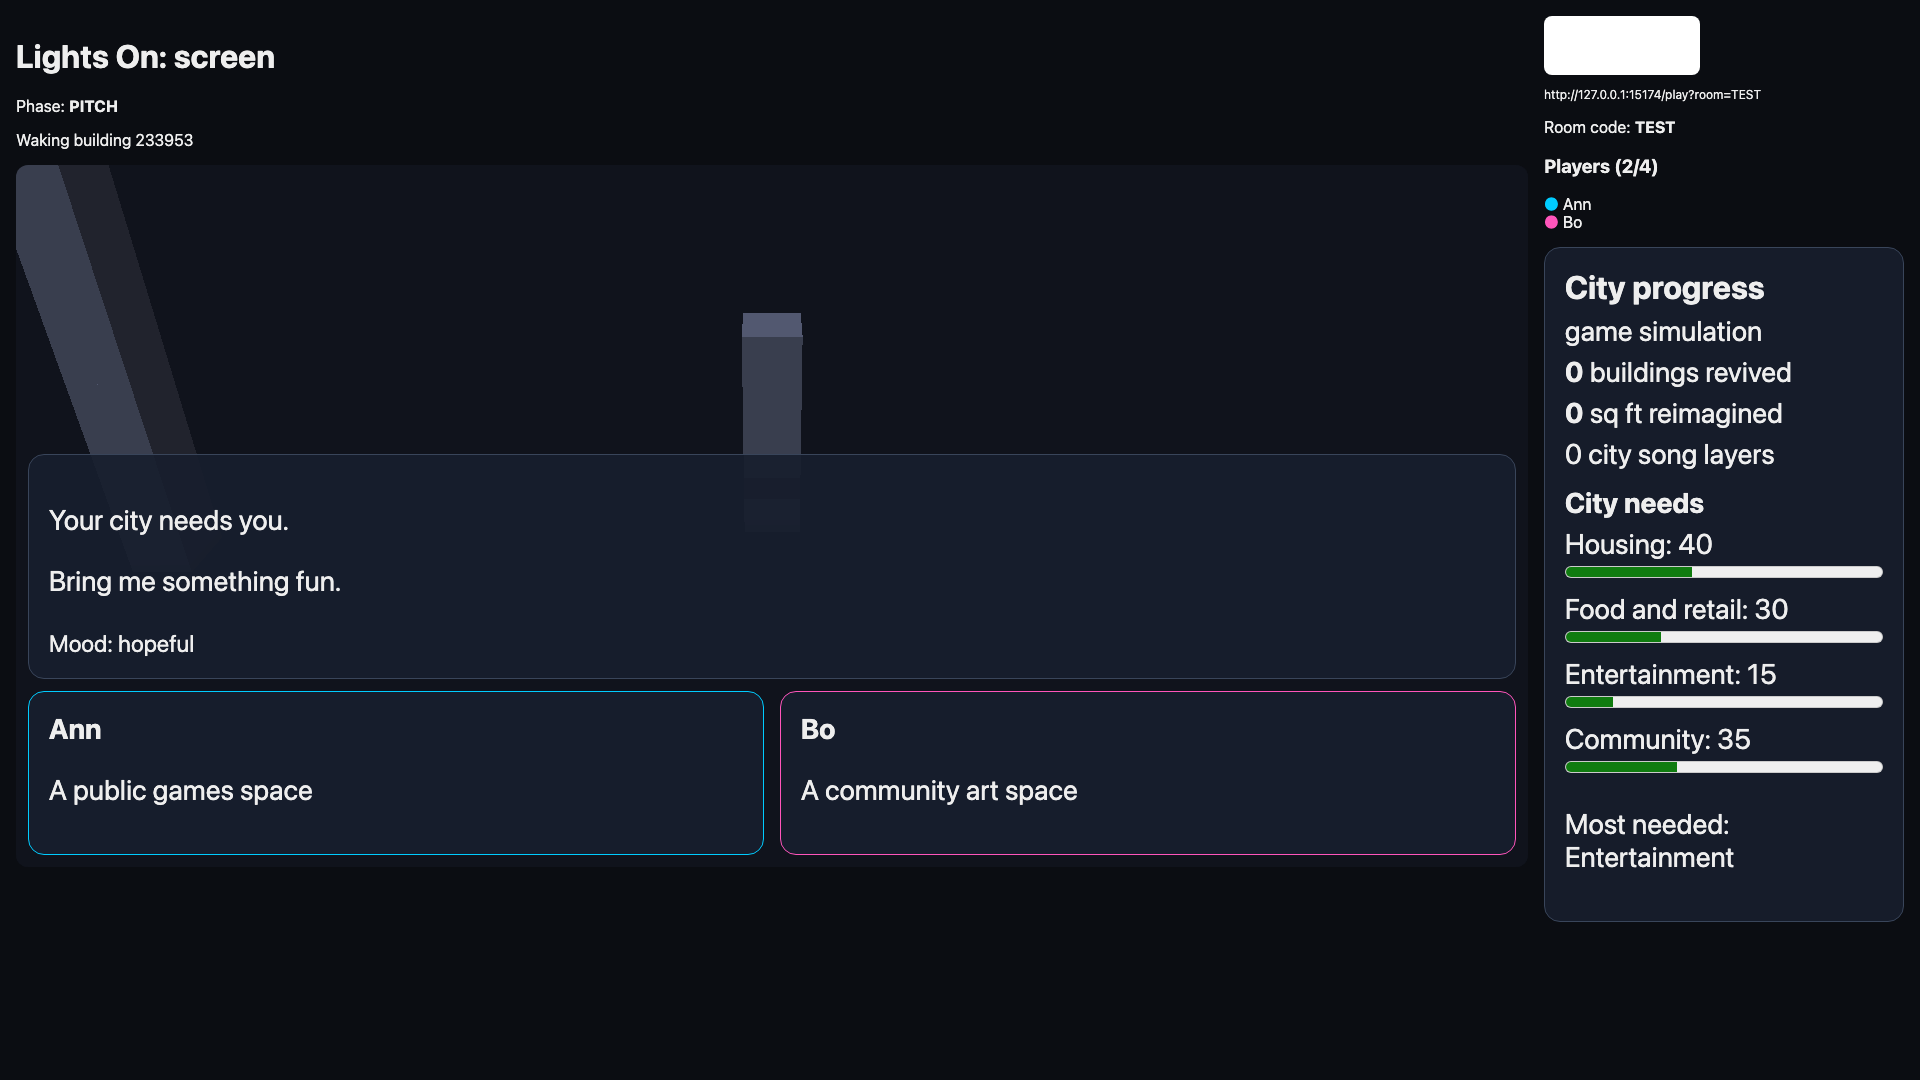 Lights On: screen
Phase: PITCH
Waking building 233953
Your city needs you.
Bring me something fun.
Mood: hopeful
Ann
A public games space
Bo
A community art space
http://127.0.0.1:15174/play?room=TEST
Room code: TEST
Players (2/4)
Ann
Bo
City progress
game simulation
0 buildings revived
0 sq ft reimagined
0 city song layers
City needs
Housing: 40
Food and retail: 30
Entertainment: 15
Community: 35
Most needed:
Entertainment